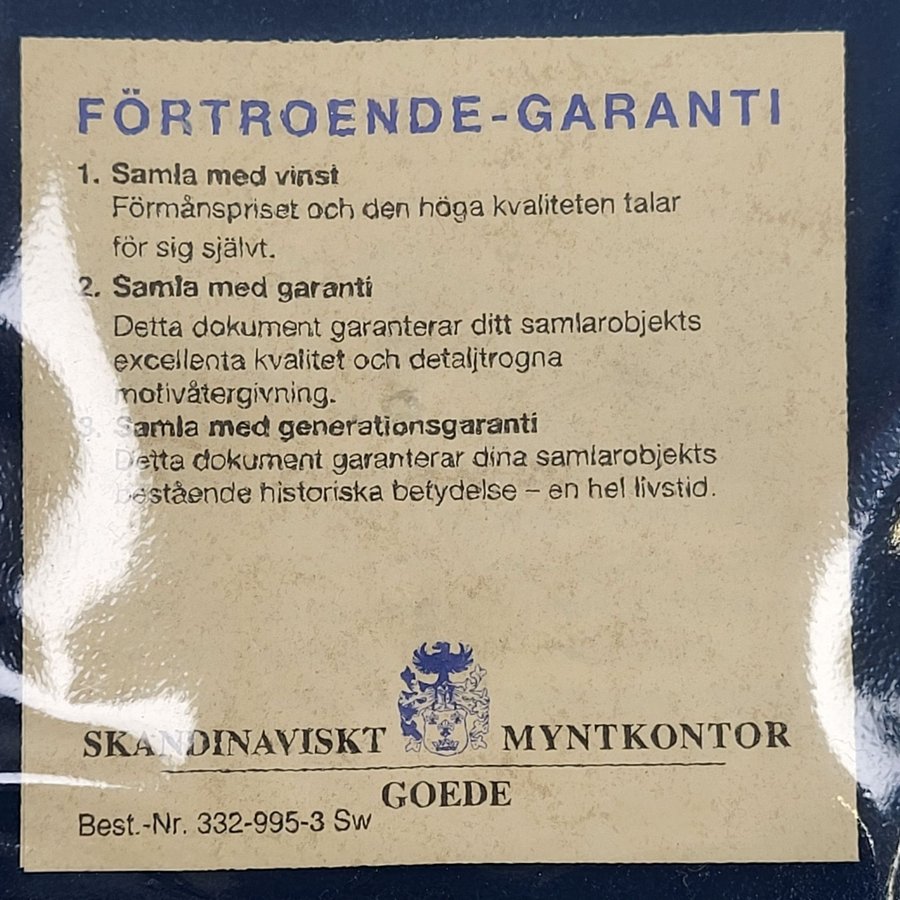 FÖRTROENDE-GARANTI
1. Samla med vinst
Förmånspriset och den höga kvaliteten talar
för sig självt.
2. Samla med garanti
Detta dokument garanterar ditt samlarobjekts
excellenta kvalitet och detaljtrogna
motivåtergivning.
3. Samla med generationsgaranti
Detta dokument garanterar dina samlarobjekts
bestående historiska betydelse – en hel livstid.
SKANDINAVISKT MYNTKONTOR
GOEDE
Best.-Nr. 332-995-3 Sw